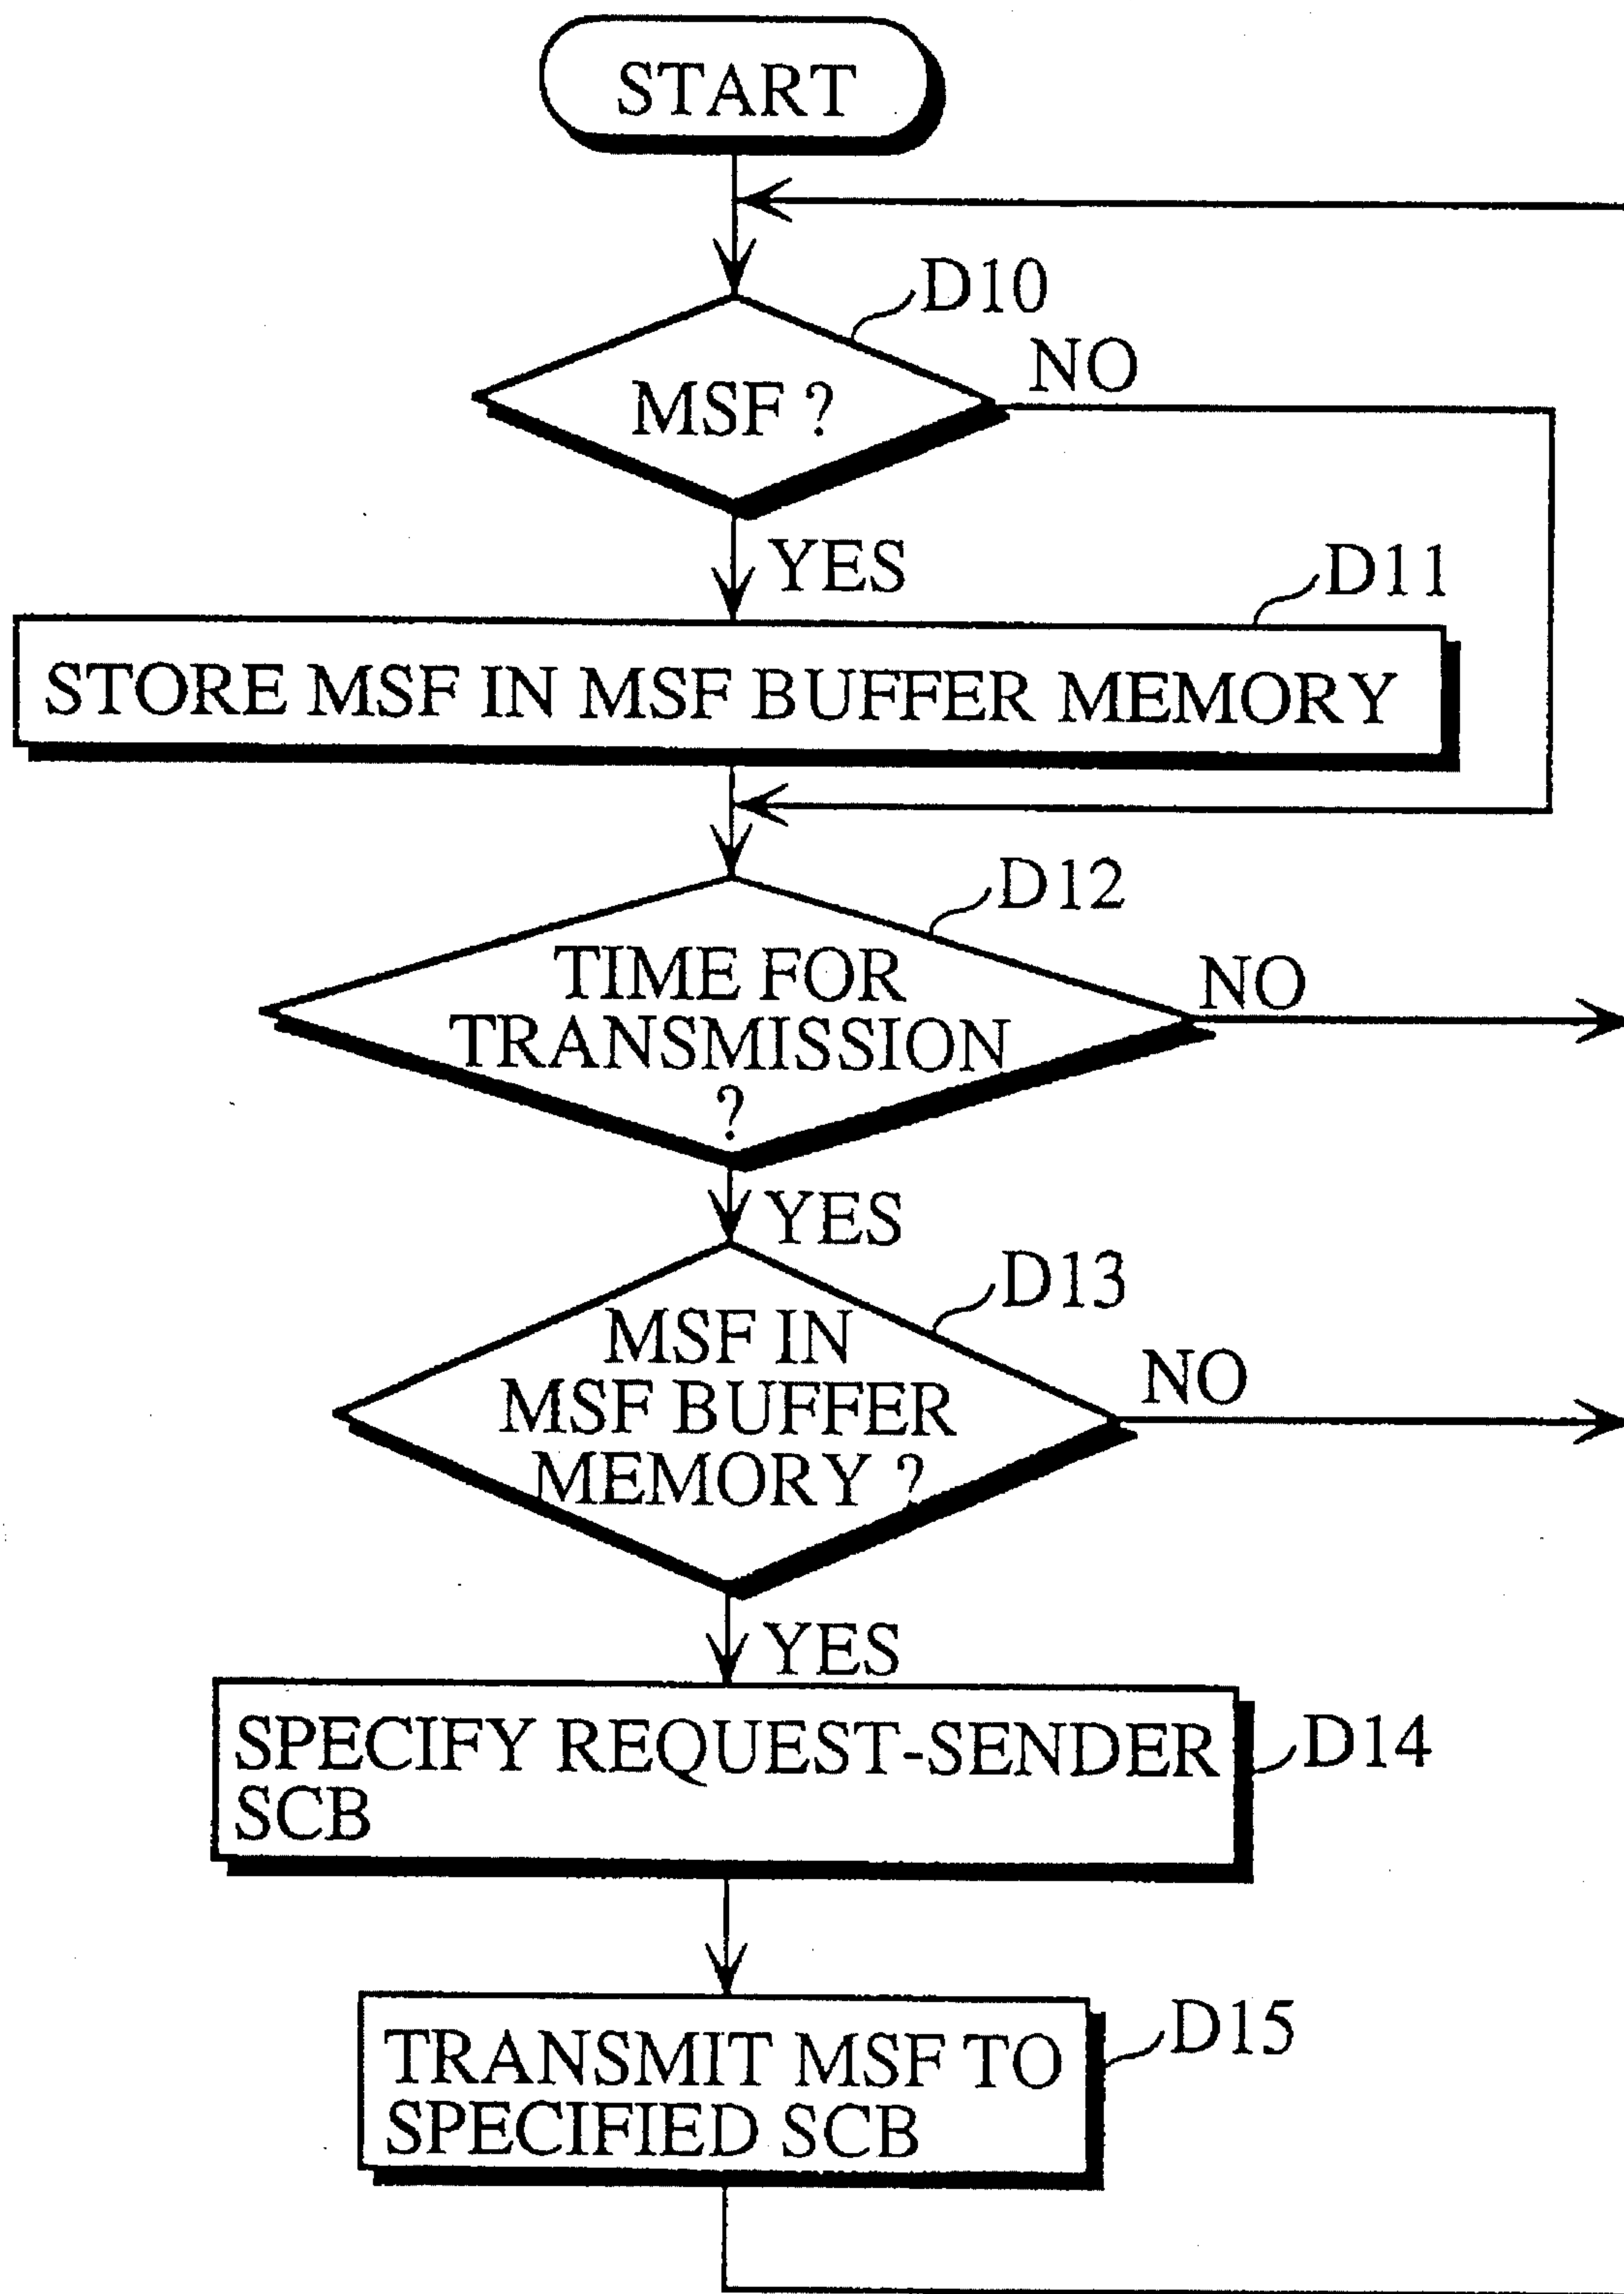 START
D10
MSF ?
NO
YES
D11
STORE MSF IN MSF BUFFER MEMORY
D12
TIME FOR
TRANSMISSION
?
NO
YES
D13
MSF IN
MSF BUFFER
MEMORY ?
NO
YES
SPECIFY REQUEST-SENDER
SCB
D14
TRANSMIT MSF TO
SPECIFIED SCB
D15